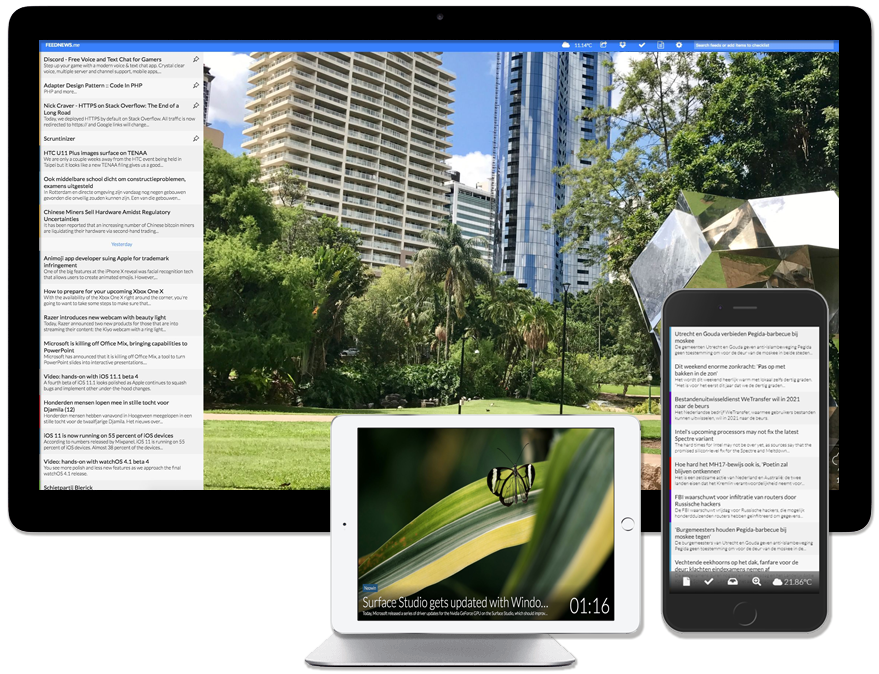 FEEDNEWS.me
11.14°C
Search feeds or add items to checklist
Discord - Free Voice and Text Chat for Gamers
Step up your game with a modern voice & text chat app. Crystal clear
voice, multiple server and channel support, mobile apps,...
Adapter Design Pattern :: Code In PHP
PHP and more...
Nick Craver - HTTPS on Stack Overflow: The End of a
Long Road
Today, we deployed HTTPS by default on Stack Overflow. All traffic is now
redirected to https:// and Google links will change...
Scruntinizer
HTC U11 Plus images surface on TENAA
We are only a couple weeks away from the HTC event being held in
Taipei but it looks like a new TENAA filing gives us a good...
Ook middelbare school dicht om constructieproblemen,
examens uitgesteld
In Rotterdam en directe omgeving zijn vandaag nog negen gebouwen
gevonden die onveilig zouden kunnen zijn. Een van die gebouwen...
Chinese Miners Sell Hardware Amidst Regulatory
Uncertainties
It has been reported that an increasing number of Chinese bitcoin miners
are liquidating their hardware via second-hand trading...
Yesterday
Animoji app developer suing Apple for trademark
infringement
One of the big features at the iPhone X reveal was facial recognition tech
that allows users to create animated emojis. However,...
How to prepare for your upcoming Xbox One X
With the availability of the Xbox One X right around the corner, you're
going to want to take some steps to make sure that...
Razer introduces new webcam with beauty light
Today, Razer announced two new products for those that are into
streaming their content: the Kiyo webcam with a ring light...
Microsoft is killing off Office Mix, bringing capabilities to
PowerPoint
Microsoft has announced that it is killing off Office Mix, a tool to turn
PowerPoint slides into interactive presentations,...
Video: hands-on with iOS 11.1 beta 4
A fourth beta of iOS 11.1 looks polished as Apple continues to squash
bugs and implement other under-the-hood changes.
Honderden mensen lopen mee in stille tocht voor
Djamila (12)
Honderden mensen hebben vanavond in Hoogeveen meegelopen in een
stille tocht voor de twaalfjarige Djamila. Het nieuws over...
iOS 11 is now running on 55 percent of iOS devices
According to numbers released by Mixpanel, iOS 11 is running on 55
percent of iOS devices. Almost 38 percent of the devices...
Video: hands-on with watchOS 4.1 beta 4
You see more polish and less new features as we approach the final
watchOS 4.1 release.
Schietpartij Blerick
Neowin
Surface Studio gets updated with Windo...
Today, Microsoft released a series of driver updates for the Nvidia GeForce GPU on the Surface Studio, which should improv...
01:16
Utrecht en Gouda verbieden Pegida-barbecue bij
moskee
De gemeenten Utrecht en Gouda geven anti-islambeweging Pegida
geen toestemming om voor de deur van de moskee in beide steden...
Dit weekend enorme zonkracht: 'Pas op met
bakken in de zon'
Het wordt dit weekend heerlijk warm met lokaal zelfs dertig graden.
"Het is voor het eerst dit jaar dat we de dertig graden...
Bestandenuitwisseldienst WeTransfer wil in 2021
naar de beurs
Het Nederlandse bedrijf WeTransfer, waarmee gebruikers bestanden
kunnen uitwisselen, wil in 2021 naar de beurs.
Intel's upcoming processors may not fix the latest
Spectre variant
The hard times for Intel may not be over yet, as sources say that the
promised silicon-level fix for the Spectre and Meltdown...
Hoe hard het MH17-bewijs ook is, 'Poetin zal
blijven ontkennen'
Het is een zeldzame actie van Nederland en Australië: de twee
landen eisen dat het Kremlin verantwoordelijkheid neemt voor...
FBI waarschuwt voor infiltratie van routers door
Russische hackers
De FBI waarschuwt vrijdag voor Russische hackers, die mogelijk
honderdduizenden routers hebben geïnfiltreerd om gegevens...
'Burgemeesters houden Pegida-barbecue bij
moskee tegen'
De burgemeesters van Utrecht en Gouda geven anti-islambeweging
Pegida geen toestemming om voor de deur van de moskee in de...
Vechtende eekhoorns op het dak, fanfare voor de
deur: klachten eindexamens nemen af
21.86°C